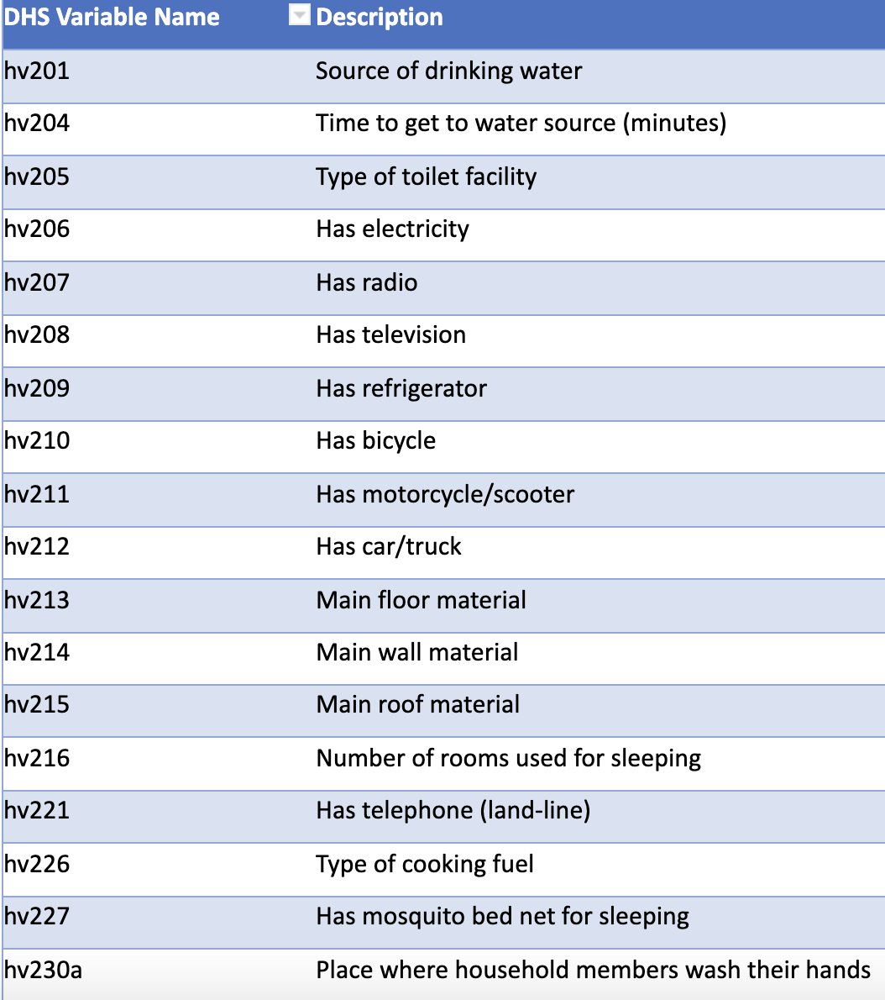 DHS Variable Name Description
hv201 Source of drinking water
hv204 Time to get to water source (minutes)
hv205 Type of toilet facility
hv206 Has electricity
hv207 Has radio
hv208 Has television
hv209 Has refrigerator
hv210 Has bicycle
hv211 Has motorcycle/scooter
hv212 Has car/truck
hv213 Main floor material
hv214 Main wall material
hv215 Main roof material
hv216 Number of rooms used for sleeping
hv221 Has telephone (land-line)
hv226 Type of cooking fuel
hv227 Has mosquito bed net for sleeping
hv230a Place where household members wash their hands